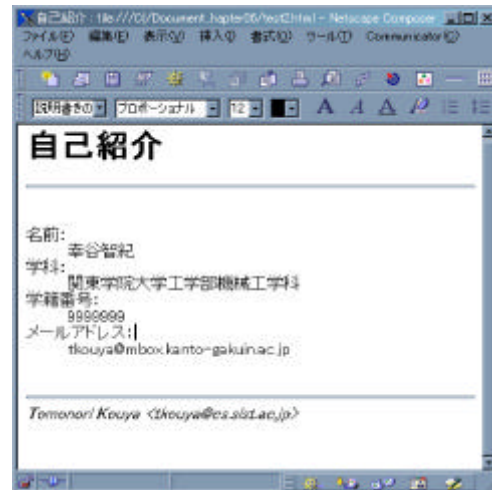 自己紹介 : file:///C|/Document_hapter06/test2.html - Netscape Composer
ファイル(F) 編集(E) 表示(V) 挿入(I) 書式(O) ツール(T) Communicator(C)
ヘルプ(H)
説明書きの プロポーショナル 12
自己紹介
名前:
幸谷智紀
学科:
関東学院大学工学部機械工学科
学籍番号:
9999999
メールアドレス:
tkouya@mbox.kanto-gakuin.ac.jp
Tomonori Kouya <tkouya@cs.sist.ac.jp>